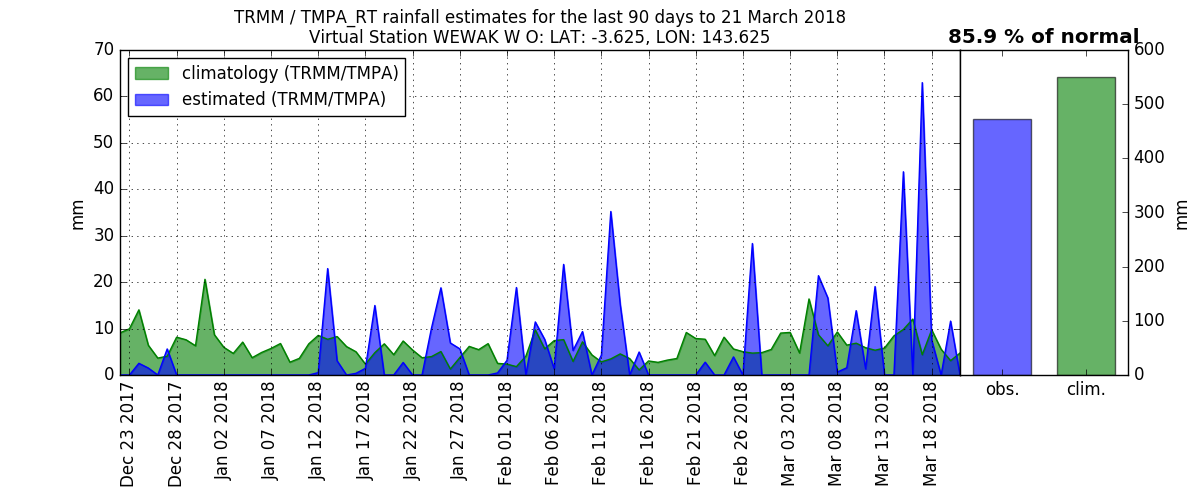 TRMM / TMPA_RT rainfall estimates for the last 90 days to 21 March 2018
Virtual Station WEWAK W O: LAT: -3.625, LON: 143.625
85.9 % of normal
climatology (TRMM/TMPA)
estimated (TRMM/TMPA)
mm
70
60
50
40
30
20
10
0
Dec 23 2017
Dec 28 2017
Jan 02 2018
Jan 07 2018
Jan 12 2018
Jan 17 2018
Jan 22 2018
Jan 27 2018
Feb 01 2018
Feb 06 2018
Feb 11 2018
Feb 16 2018
Feb 21 2018
Feb 26 2018
Mar 03 2018
Mar 08 2018
Mar 13 2018
Mar 18 2018
600
500
400
300
200
100
0
mm
obs.
clim.